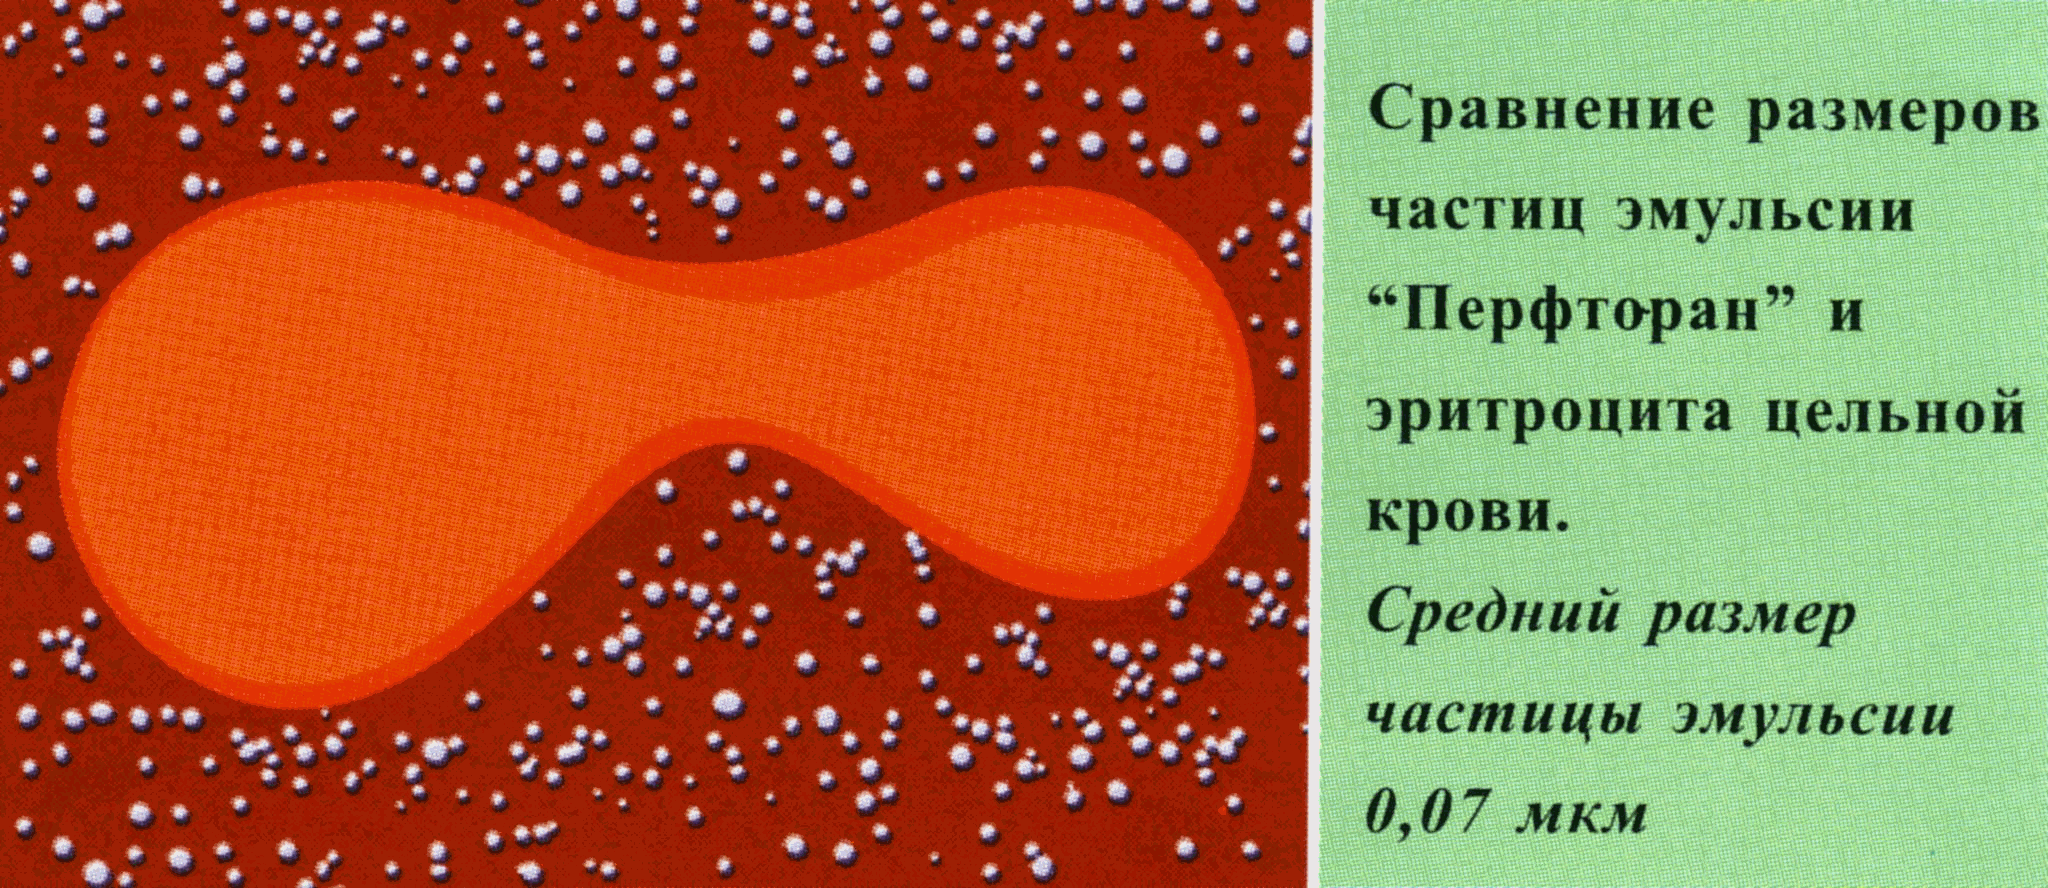 Сравнение размеров
частиц эмульсии
“Перфторан” и
эритроцита цельной
крови.
Средний размер
частицы эмульсии
0,07 мкм